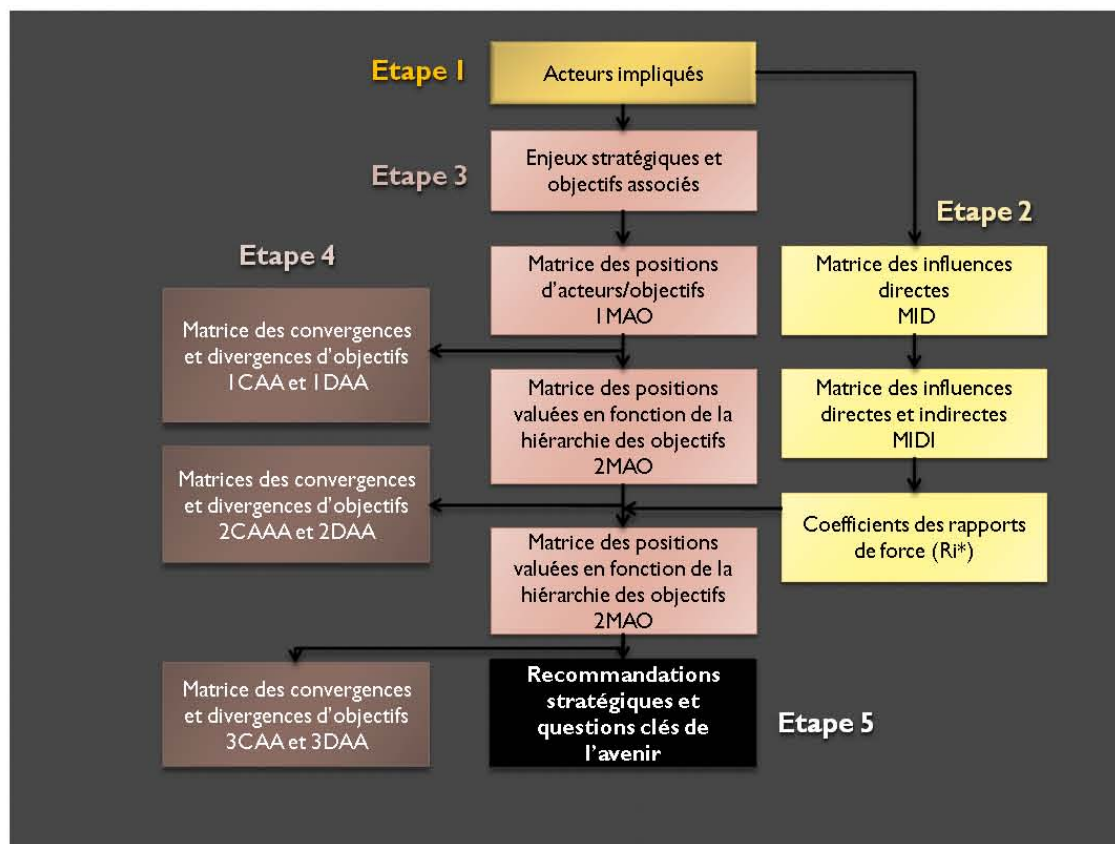 Etape 1
Acteurs impliqués
Etape 3
Enjeux stratégiques et
objectifs associés
Etape 2
Etape 4
Matrice des positions
d'acteurs/objectifs
1MAO
Matrice des influences
directes
MID
Matrice des convergences
et divergences d'objectifs
1CAA et 1DAA
Matrice des positions
valuées en fonction de la
hiérarchie des objectifs
2MAO
Matrice des influences
directes et indirectes
MIDI
Matrices des convergences
et divergences d'objectifs
2CAAA et 2DAA
Coefficients des rapports
de force (Ri*)
Matrice des positions
valuées en fonction de la
hiérarchie des objectifs
2MAO
Matrice des convergences
et divergences d'objectifs
3CAA et 3DAA
Recommandations
stratégiques et
questions clés de
l'avenir
Etape 5